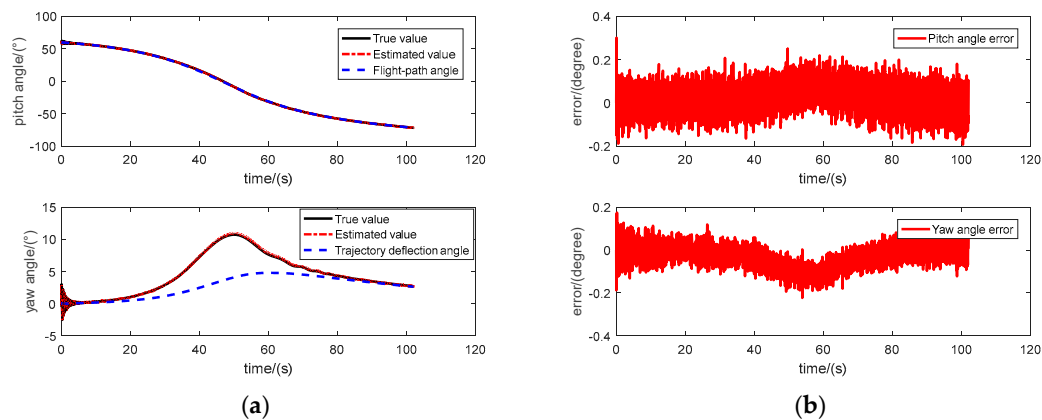 100
50
0
-50
-100
pitch angle/(°)
True value
Estimated value
Flight-path angle
0 20 40 60 80 100 120
time/(s)
15
10
5
0
-5
yaw angle/(°)
True value
Estimated value
Trajectory deflection angle
0 20 40 60 80 100 120
time/(s)
(a)
0.4
0.2
0
-0.2
error/(degree)
Pitch angle error
0 20 40 60 80 100 120
time/(s)
0.2
0
-0.2
-0.4
error/(degree)
Yaw angle error
0 20 40 60 80 100 120
time/(s)
(b)